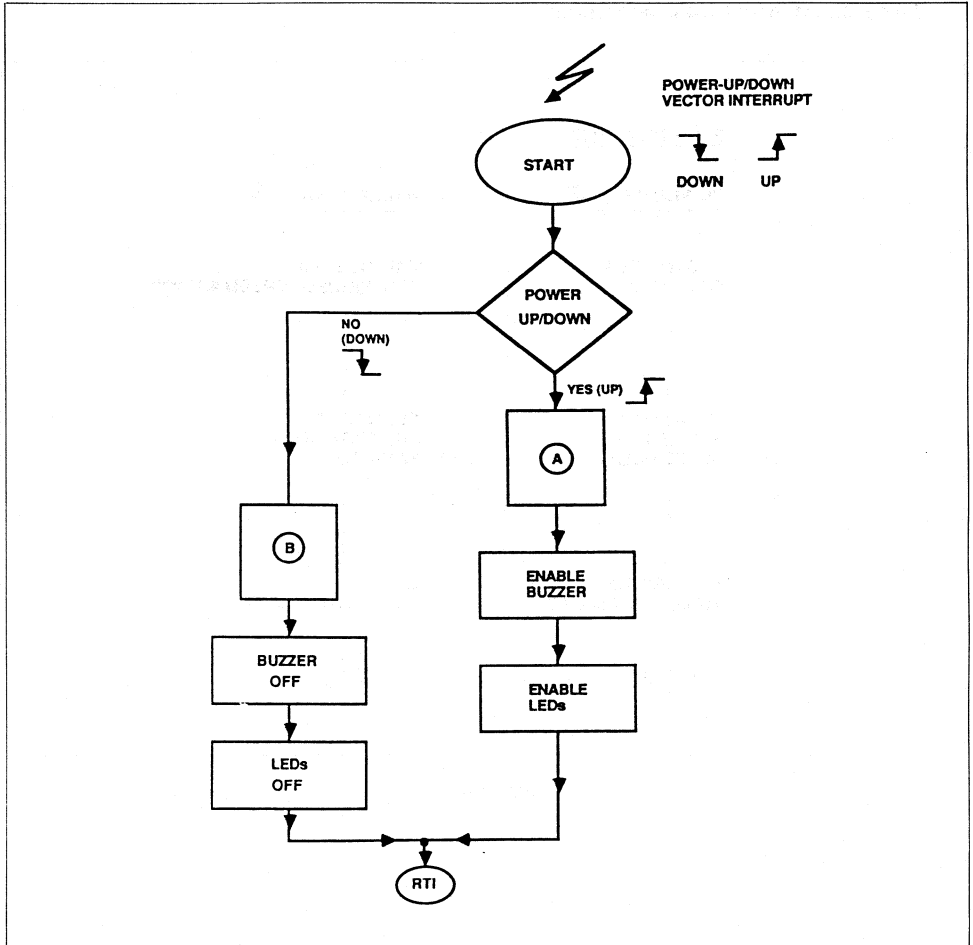 POWER-UP/DOWN
VECTOR INTERRUPT
START
DOWN UP
POWER
UP/DOWN
NO
(DOWN)
YES (UP)
A
B
ENABLE
BUZZER
BUZZER
OFF
ENABLE
LEDs
LEDs
OFF
RTI